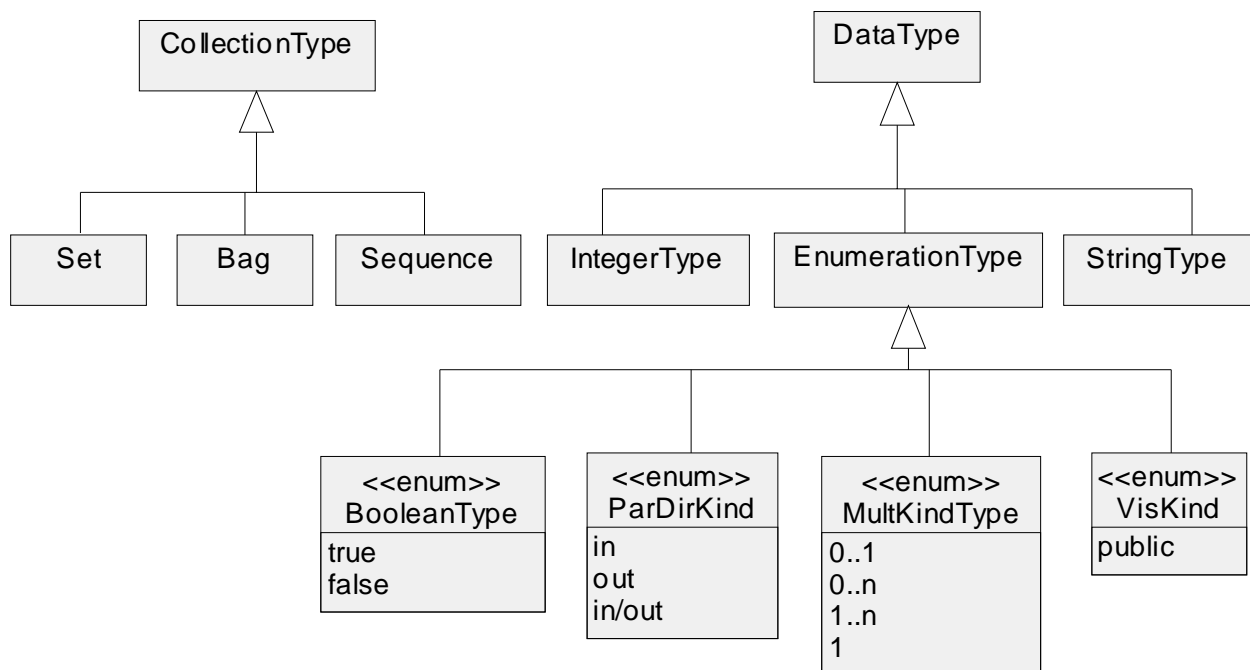 CollectionType
DataType
Set
Bag
Sequence
IntegerType
EnumerationType
StringType
<<enum>>
BooleanType
true
false
<<enum>>
ParDirKind
in
out
in/out
<<enum>>
MultKindType
0..1
0..n
1..n
1
<<enum>>
VisKind
public